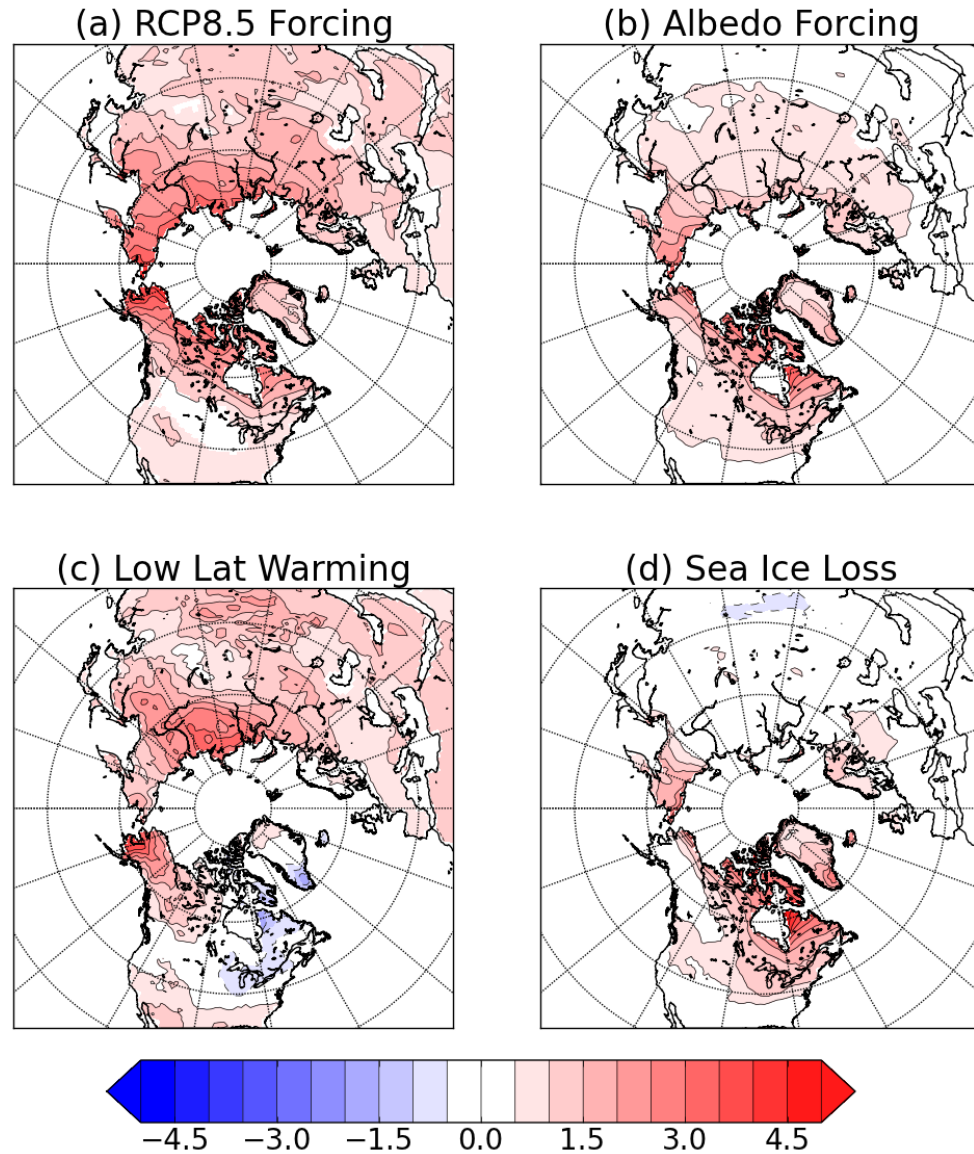 (a) RCP8.5 Forcing
(b) Albedo Forcing
(c) Low Lat Warming
(d) Sea Ice Loss
−4.5 −3.0 −1.5 0.0 1.5 3.0 4.5